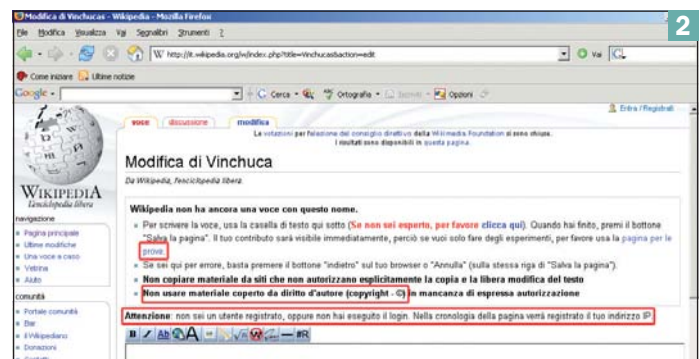 Modifica di Vinchucas - Wikipedia - Mozilla Firefox
2
File Modifica Visualizza Vai Segnalibri Strumenti ?
http://it.wikipedia.org/w/index.php?title=Vinchucas&action=edit Vai
Come iniziare Ultime notizie
Google Cerca Ortografia Opzioni
Entra / Registrati
voce discussione modifica
Le votazioni per l'elezione del consiglio direttivo della Wikimedia Foundation si sono chiuse.
I risultati sono disponibili in questa pagina.
Modifica di Vinchuca
Da Wikipedia, l'enciclopedia libera.
WIKIPEDIA
L'enciclopedia libera
navigazione
Pagina principale
Ultime modifiche
Una voce a caso
Vetrina
Aiuto
comunità
Portale comunità
Bar
Il Wikipediano
Donazioni
Contatti
Wikipedia non ha ancora una voce con questo nome.
Per scrivere la voce, usa la casella di testo qui sotto (Se non sei esperto, per favore clicca qui). Quando hai finito, premi il bottone
"Salva la pagina". Il tuo contributo sarà visibile immediatamente, perciò se vuoi solo fare degli esperimenti, per favore usa la pagina per le
prove.
Se sei qui per errore, basta premere il bottone "indietro" sul tuo browser o "Annulla" (sulla stessa riga di "Salva la pagina").
Non copiare materiale da siti che non autorizzano esplicitamente la copia e la libera modifica del testo
Non usare materiale coperto da diritto d'autore (copyright - ©) in mancanza di espressa autorizzazione
Attenzione: non sei un utente registrato, oppure non hai eseguito il login. Nella cronologia della pagina verrà registrato il tuo indirizzo IP.
B I Ab A √n W #R